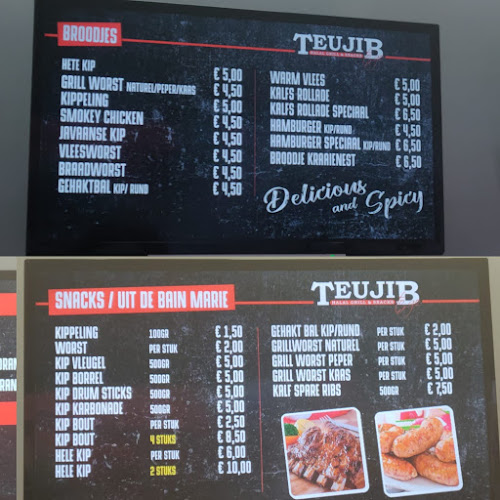 BROODJES
TEUJIB
HALAL GRILL & SNACKS
HETE KIP € 5,00
GRILL WORST NATUREL/PEPER/KAAS € 4,50
KIPPELING € 5,00
SMOKEY CHICKEN € 4,50
JAVAANSE KIP € 4,50
VLEESWORST € 4,50
BRAADWORST € 4,50
GEHAKTBAL KIP/RUND € 4,50
WARM VLEES € 5,00
KALFS ROLLADE € 5,00
KALFS ROLLADE SPECIAAL € 6,50
HAMBURGER KIP/RUND € 4,50
HAMBURGER SPECIAAL KIP/RUND € 6,50
BROODJE KRAAIENEST € 6,50
Delicious
and Spicy
SNACKS / UIT DE BAIN MARIE
TEUJIB
HALAL GRILL & SNACKS
KIPPELING 100GR € 1,50
WORST PER STUK € 2,00
KIP VLEUGEL 500GR € 5,00
KIP BORREL 500GR € 5,00
KIP DRUM STICKS 500GR € 5,00
KIP KARBONADE 500GR € 5,00
KIP BOUT PER STUK € 2,50
KIP BOUT 4 STUKS € 8,50
HELE KIP PER STUK € 6,00
HELE KIP 2 STUKS € 10,00
GEHAKT BAL KIP/RUND PER STUK € 2,00
GRILLWORST NATUREL PER STUK € 5,00
GRILL WORST PEPER PER STUK € 5,00
GRILL WORST KAAS PER STUK € 5,00
KALF SPARE RIBS 500GR € 7,50